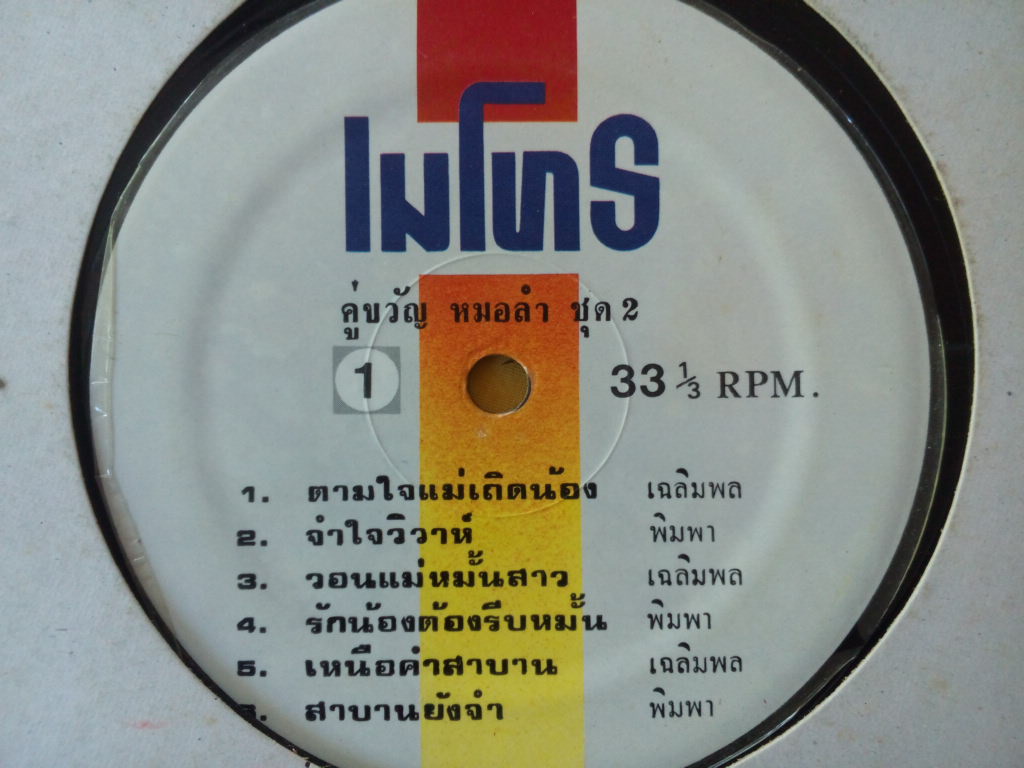 เมโทร
คู่ขวัญ หมอลำ ชุด 2
1 33 ⅓ RPM.
1. ตามใจแม่เถิดน้อง เฉลิมพล
2. จำใจวิวาห์ พิมพา
3. วอนแม่หมั้นสาว เฉลิมพล
4. รักน้องต้องรีบหมั้น พิมพา
5. เหนือคำสาบาน เฉลิมพล
6. สาบานยังจำ พิมพา